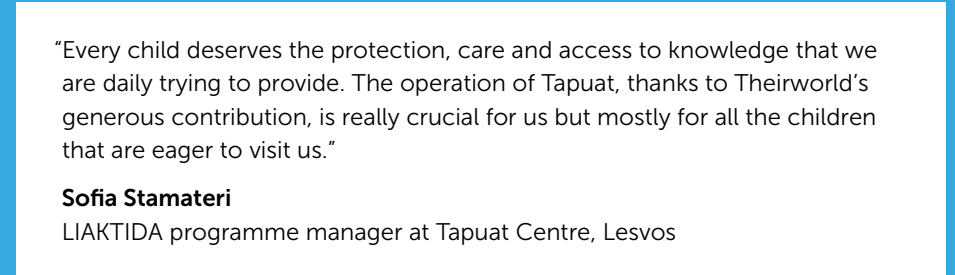 “Every child deserves the protection, care and access to knowledge that we
are daily trying to provide. The operation of Tapuat, thanks to Theirworld’s
generous contribution, is really crucial for us but mostly for all the children
that are eager to visit us.”
Sofia Stamateri
LIAKTIDA programme manager at Tapuat Centre, Lesvos